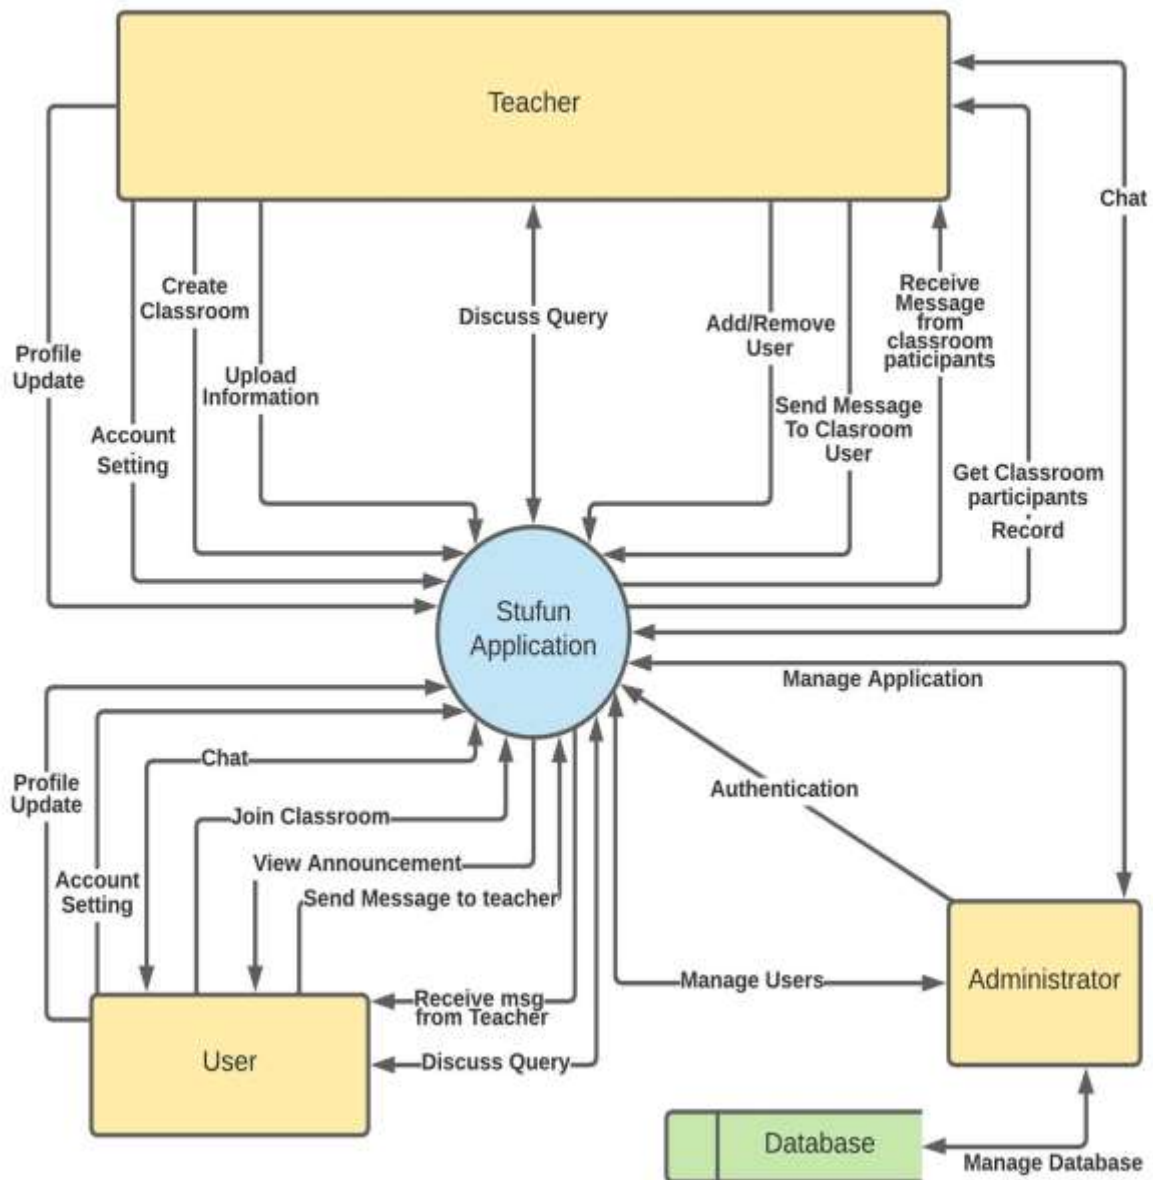 Teacher
Chat
Create
Classroom
Discuss Query
Receive
Message
from
classroom
paticipants
Add/Remove
User
Profile
Update
Upload
Information
Send Message
To Clasroom
User
Account
Setting
Get Classroom
participants
Record
Stufun
Application
Manage Application
Chat
Profile
Update
Authentication
Join Classroom
View Announcement
Account
Setting
Send Message to teacher
Manage Users
Administrator
Receive msg
from Teacher
User
Discuss Query
Database
Manage Database